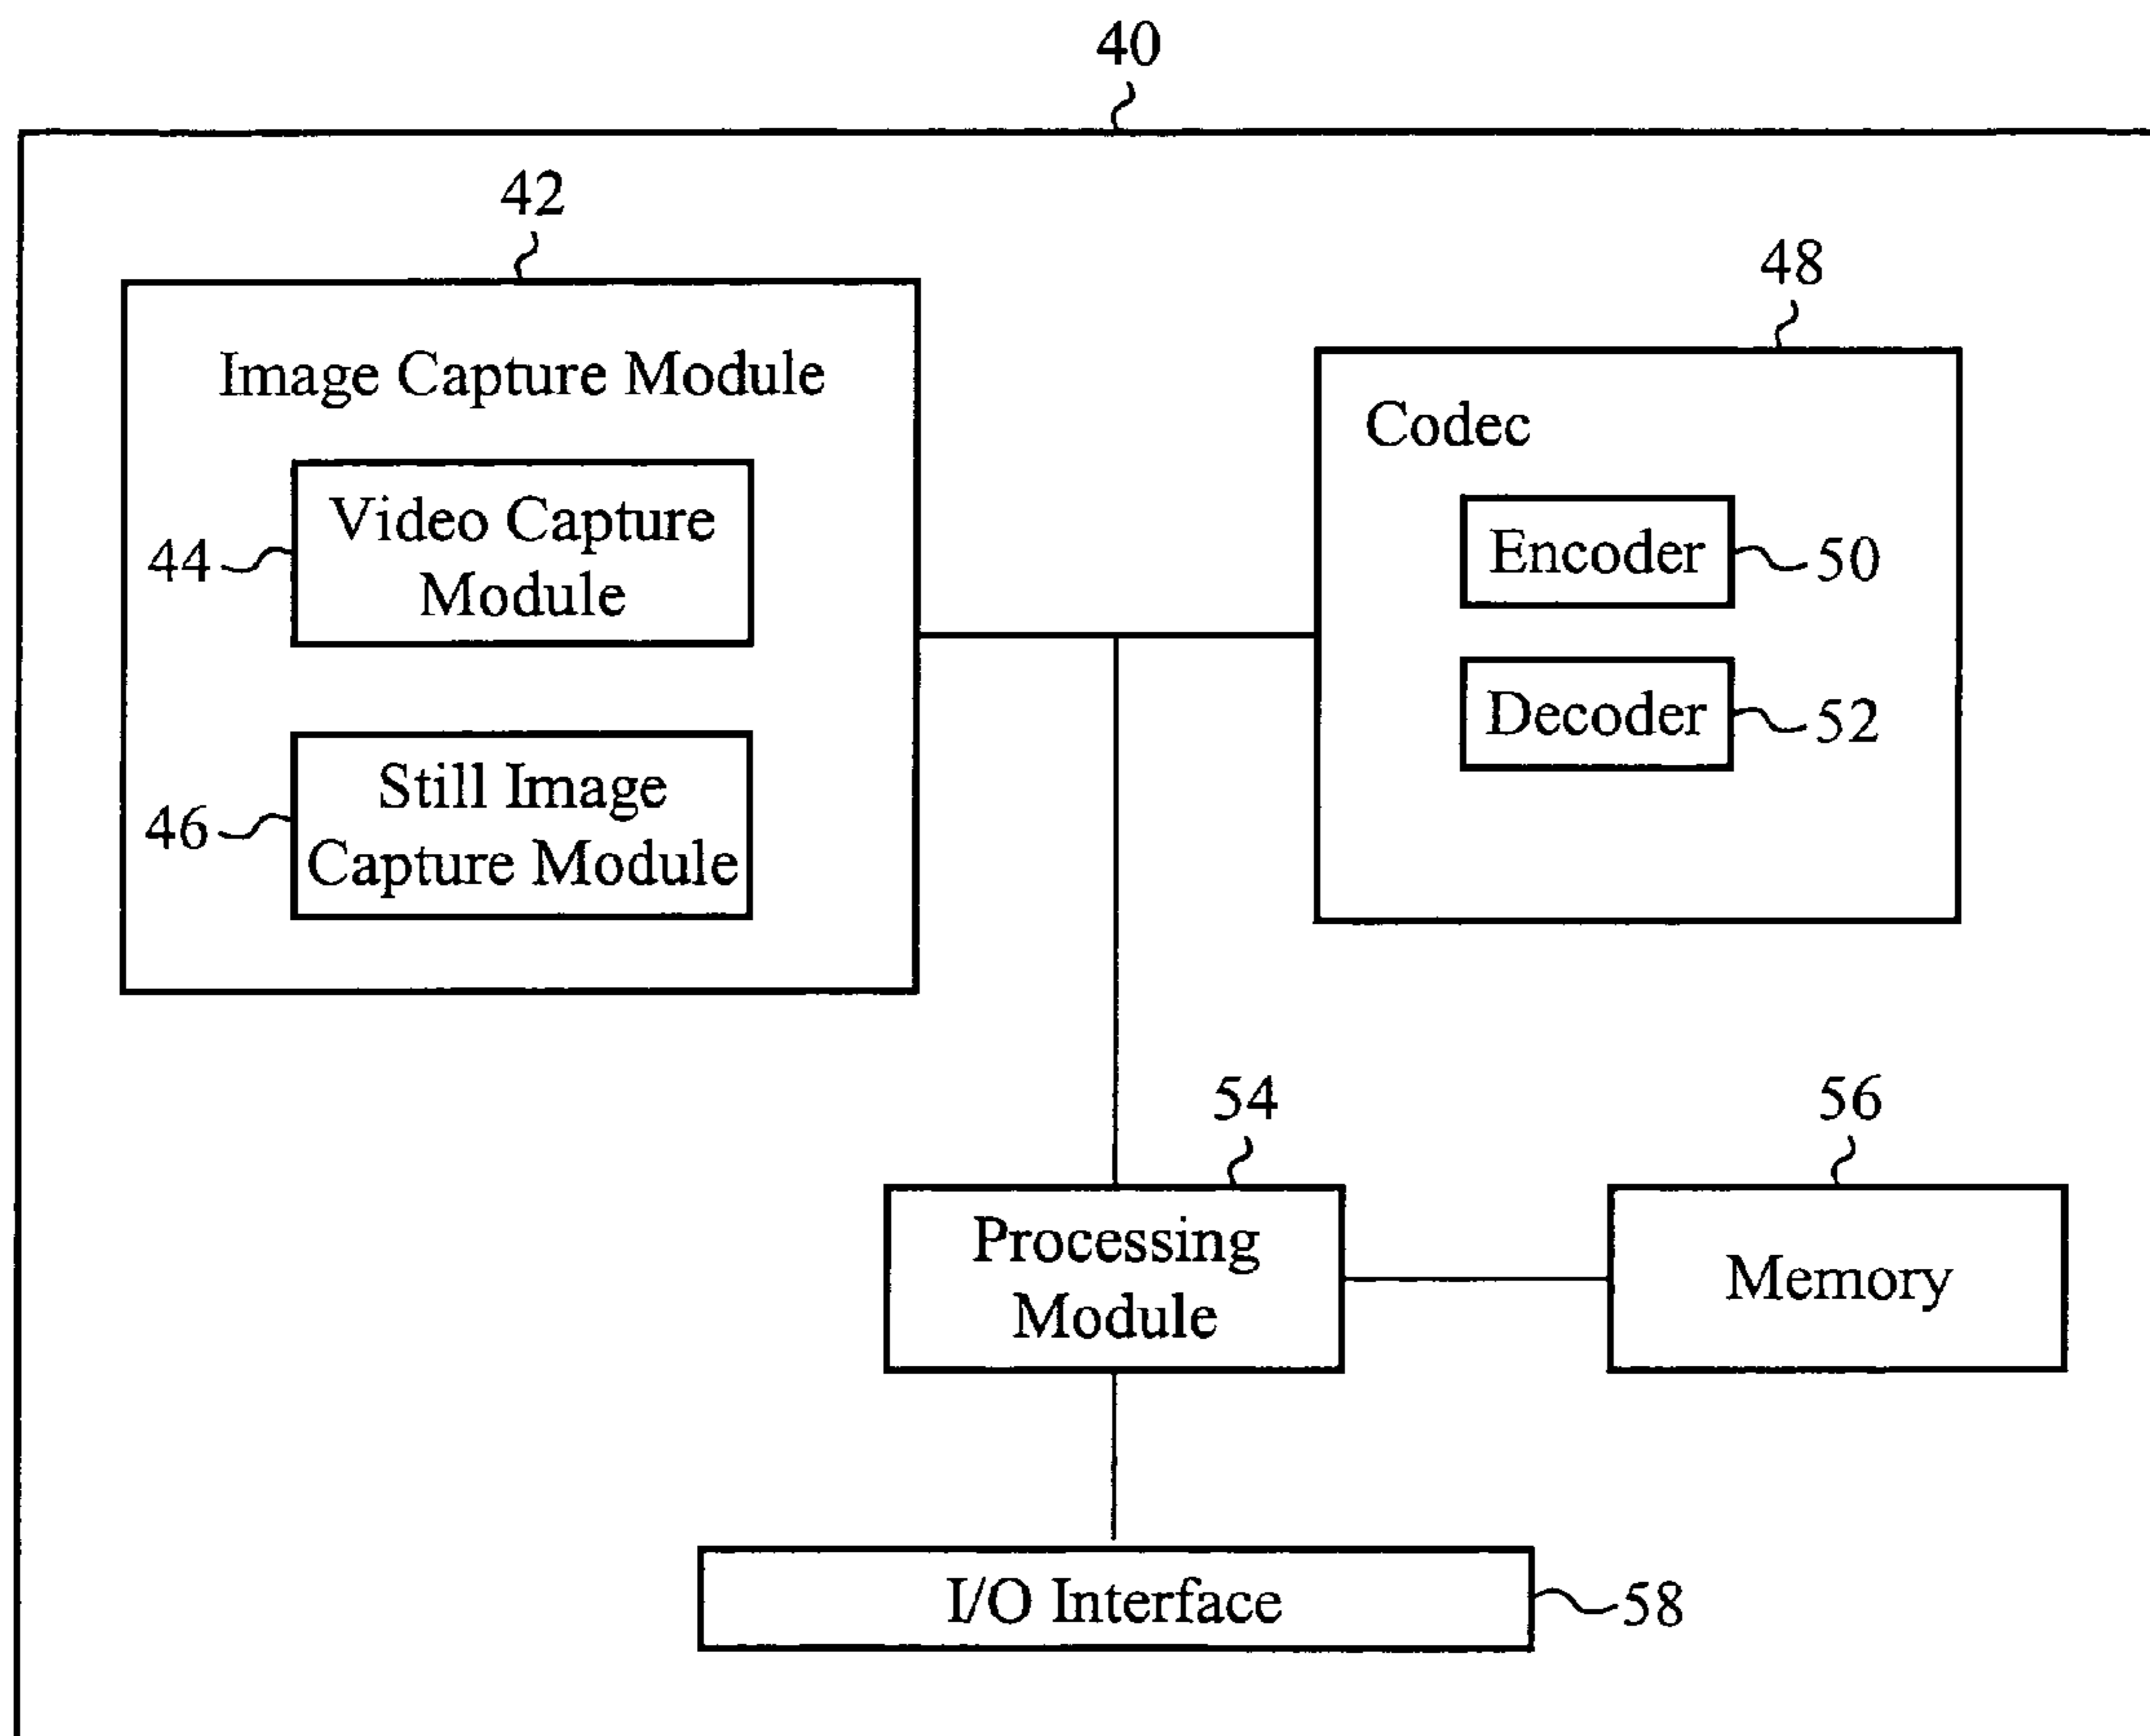 40
42
48
Image Capture Module
Codec
44
Video Capture
Module
Encoder
50
Decoder
52
46
Still Image
Capture Module
54
56
Processing
Module
Memory
I/O Interface
58